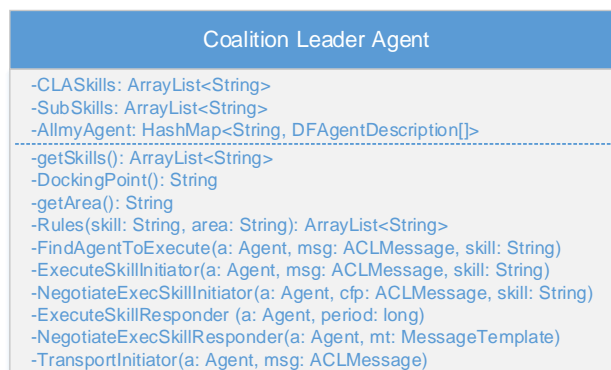 Coalition Leader Agent
-CLASkills: ArrayList<String>
-SubSkills: ArrayList<String>
-AllmyAgent: HashMap<String, DFAgentDescription[]>
-getSkills(): ArrayList<String>
-DockingPoint(): String
-getArea(): String
-Rules(skill: String, area: String): ArrayList<String>
-FindAgentToExecute(a: Agent, msg: ACLMessage, skill: String)
-ExecuteSkillInitiator(a: Agent, msg: ACLMessage, skill: String)
-NegotiateExecSkillInitiator(a: Agent, cfp: ACLMessage, skill: String)
-ExecuteSkillResponder (a: Agent, period: long)
-NegotiateExecSkillResponder(a: Agent, mt: MessageTemplate)
-TransportInitiator(a: Agent, msg: ACLMessage)